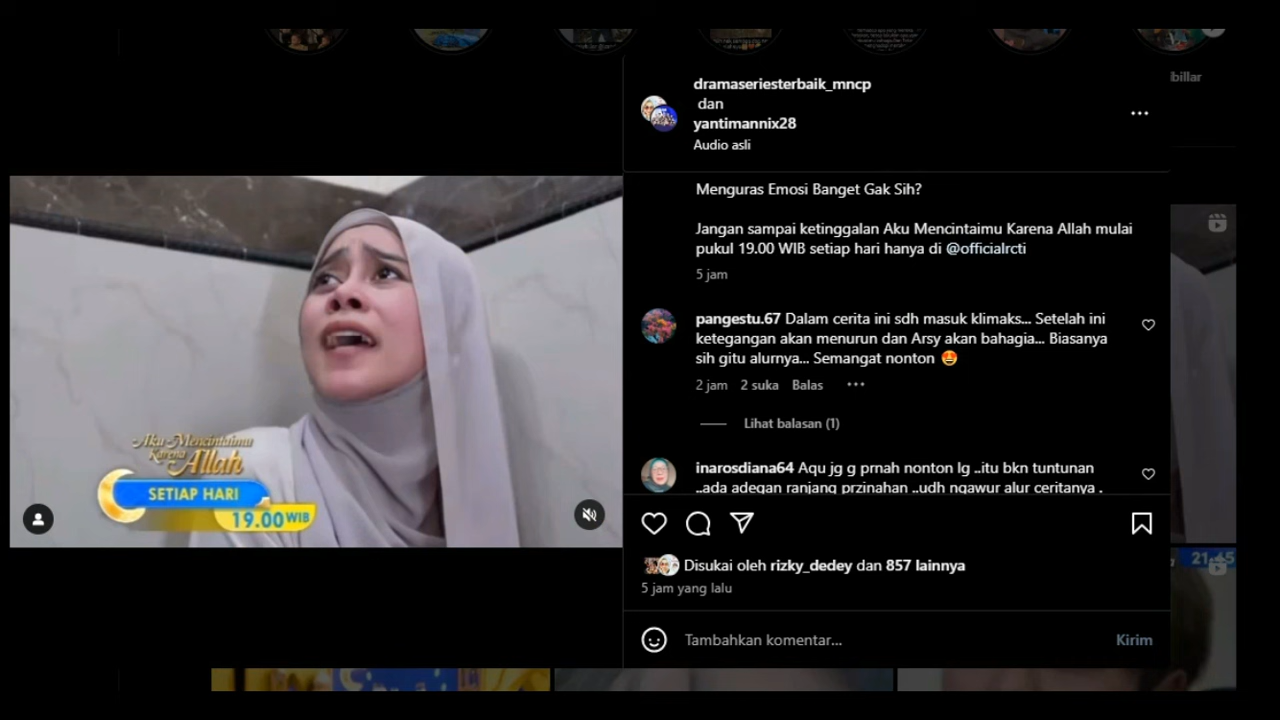 ibillar
dramaseriesterbaik_mncp
dan
yantimannix28
Audio asli
Menguras Emosi Banget Gak Sih?
Jangan sampai ketinggalan Aku Mencintaimu Karena Allah mulai
pukul 19.00 WIB setiap hari hanya di @officialrcti
5 jam
pangestu.67 Dalam cerita ini sdh masuk klimaks... Setelah ini
ketegangan akan menurun dan Arsy akan bahagia... Biasanya
sih gitu alurnya... Semangat nonton 🤩
2 jam 2 suka Balas
Lihat balasan (1)
inarosdiana64 Aqu jg g prnah nonton lg ..itu bkn tuntunan
..ada adegan ranjang przinahan ..udh ngawur alur ceritanya .
Disukai oleh rizky_dedey dan 857 lainnya
5 jam yang lalu
Tambahkan komentar...
Kirim
Aku Mencintaimu
Karena Allah
SETIAP HARI
19.00 WIB
21:45